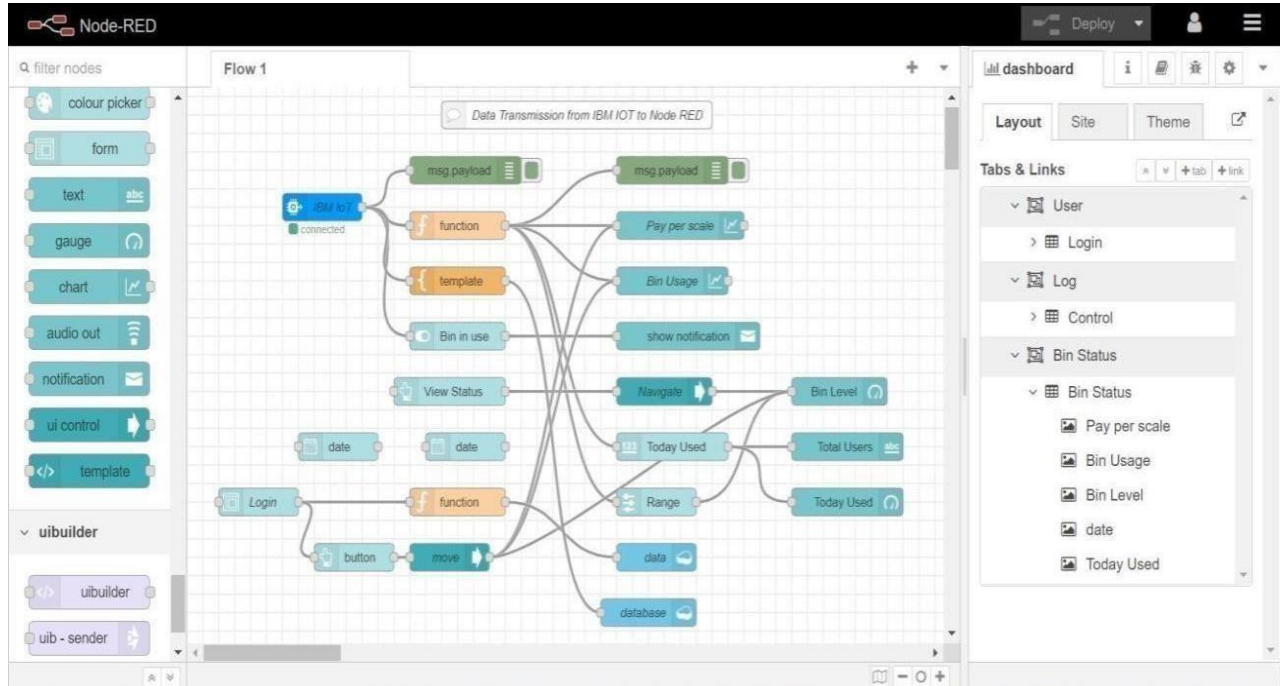 Node-RED
Deploy
filter nodes
colour picker
form
text
abc
gauge
chart
audio out
notification
ui control
template
uibuilder
uibuilder
uib - sender
Flow 1
Data Transmission from IBM IOT to Node RED
msg.payload
msg.payload
IBM IoT
connected
function
Pay per scale
template
Bin Usage
Bin in use
show notification
View Status
Navigate
Bin Level
date
date
123
Today Used
Total Users
abc
Login
function
Range
Today Used
button
move
data
database
dashboard
i
Layout
Site
Theme
Tabs & Links
+ tab
+ link
User
Login
Log
Control
Bin Status
Bin Status
Pay per scale
Bin Usage
Bin Level
date
Today Used